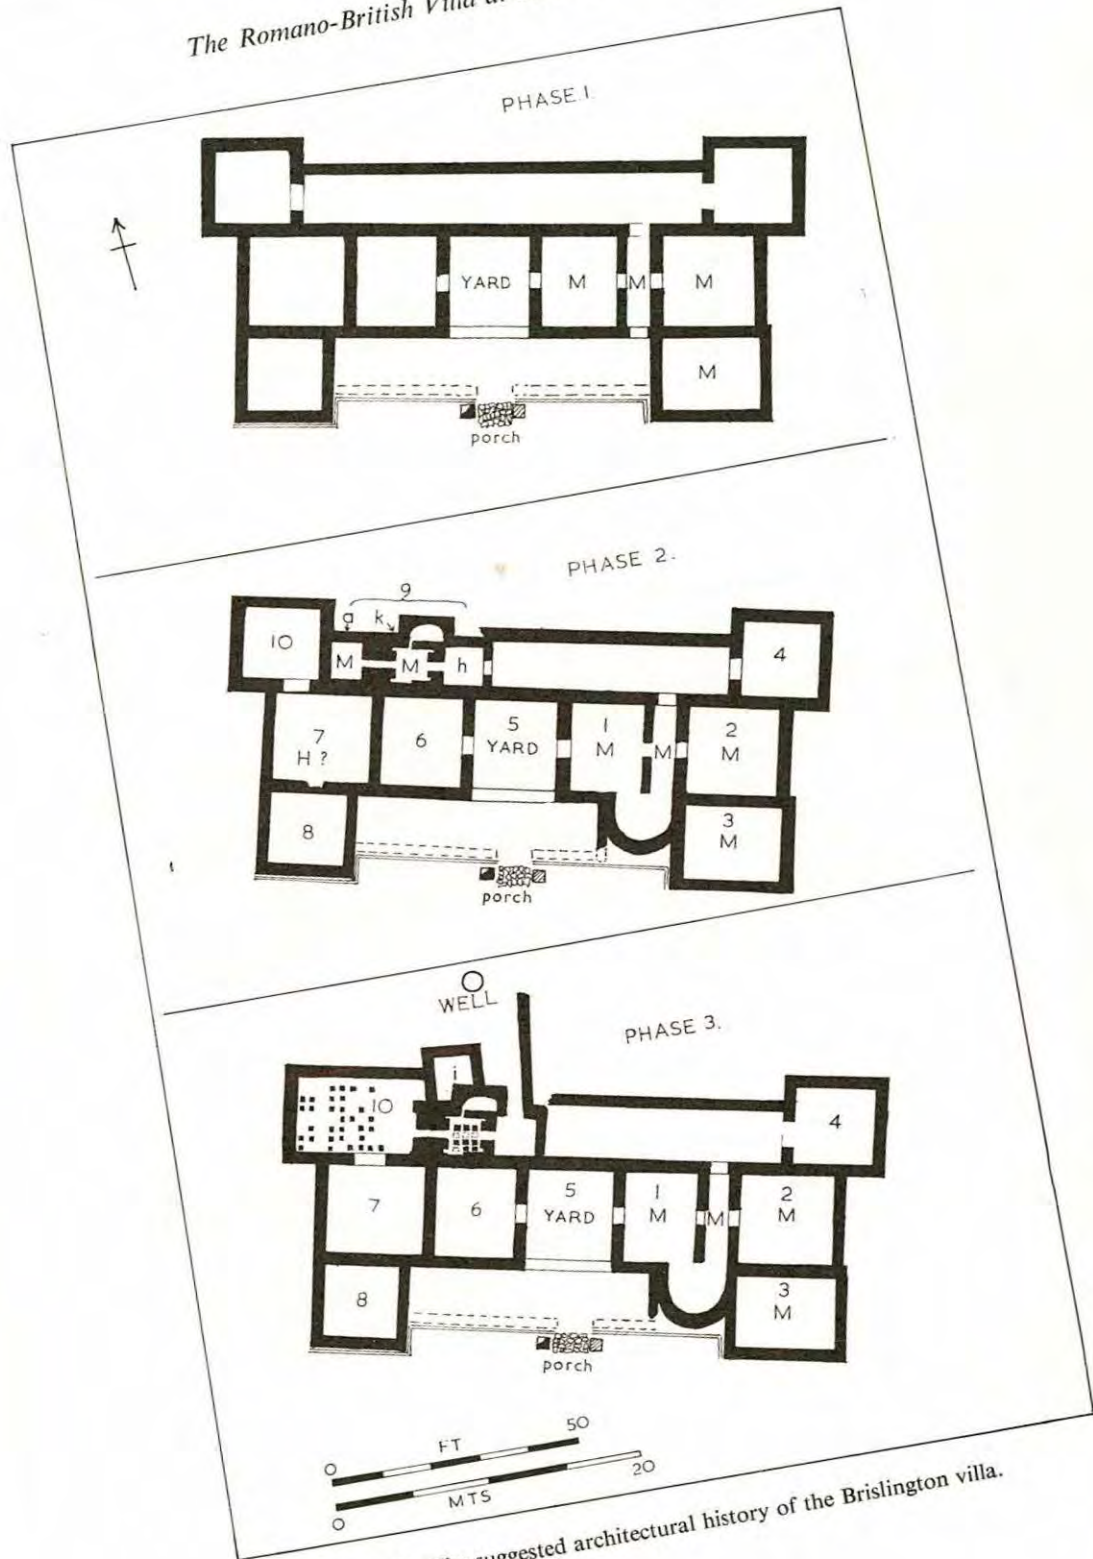 The Romano-British Villa
PHASE.1.
YARD M M M
M
porch
PHASE 2.
9
g k
10 M M h 4
7 H ? 6 5 YARD 1 M M 2 M
8 3 M
porch
WELL
PHASE 3.
i
10 4
7 6 5 YARD 1 M M 2 M
8 3 M
porch
0 FT 50
0 MTS 20
suggested architectural history of the Brislington villa.